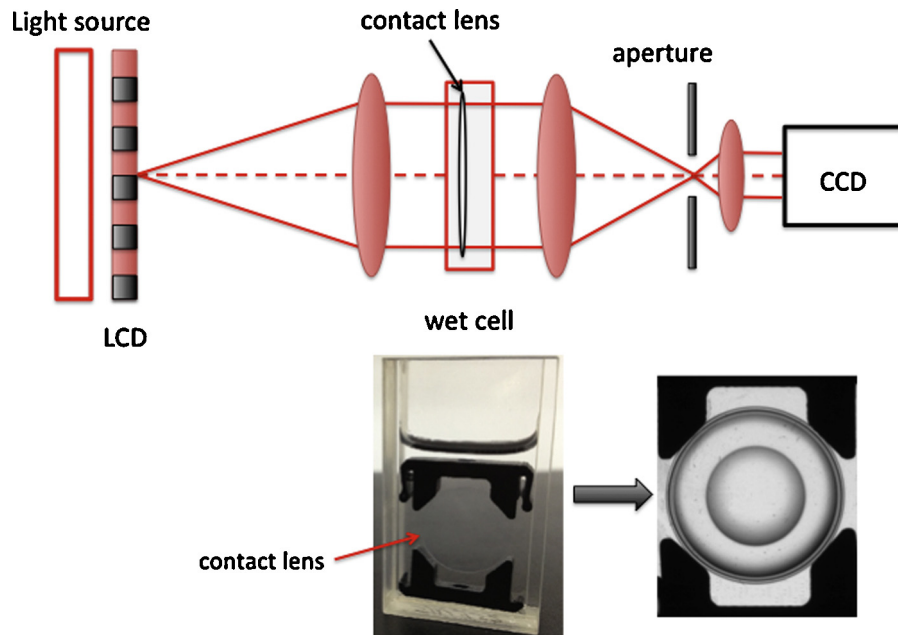 Light source
contact lens
aperture
CCD
LCD
wet cell
contact lens